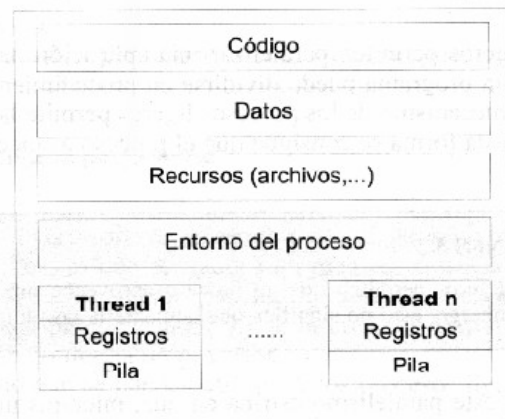 Código
Datos
Recursos (archivos,...)
Entorno del proceso
Thread 1
Registros
Pila
......
Thread n
Registros
Pila